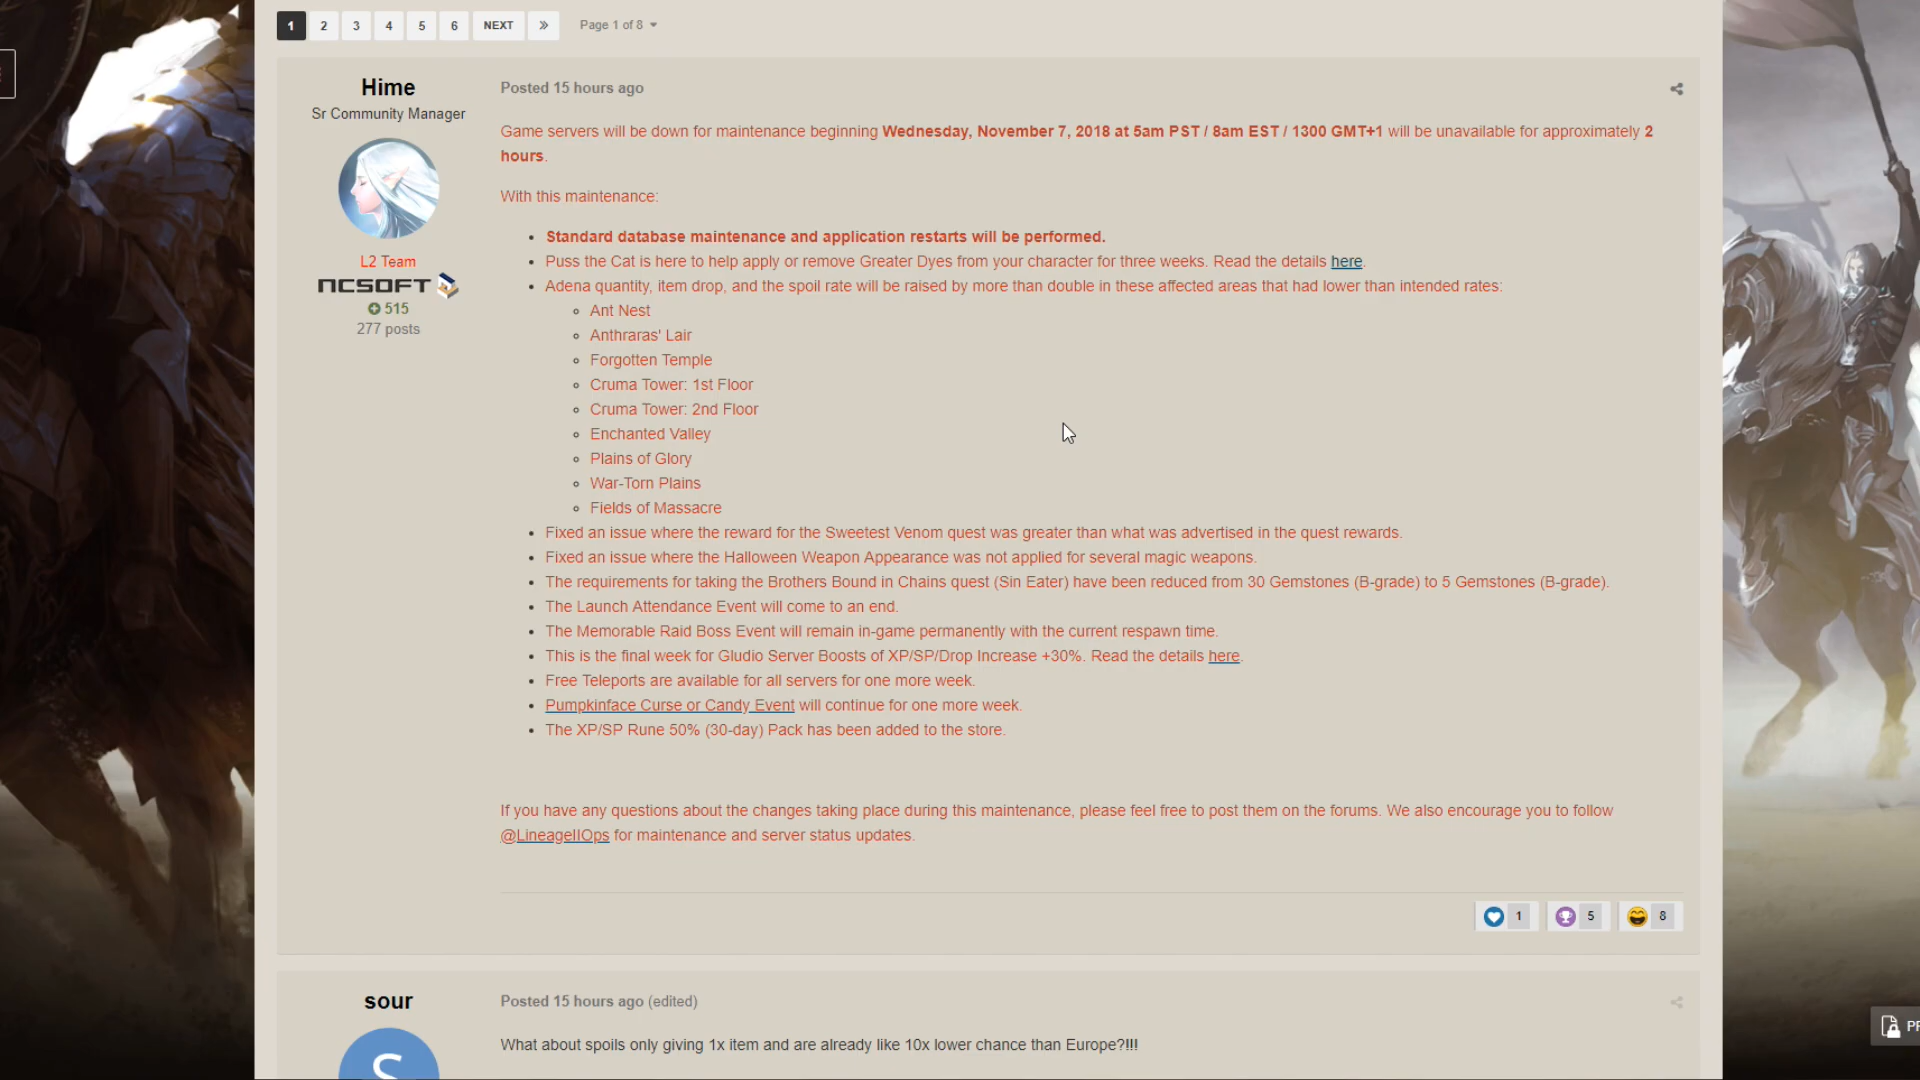 1 2 3 4 5 6 NEXT » Page 1 of 8
Hime
Sr Community Manager
L2 Team
NCSOFT
515
277 posts
Posted 15 hours ago
Game servers will be down for maintenance beginning Wednesday, November 7, 2018 at 5am PST / 8am EST / 1300 GMT+1 will be unavailable for approximately 2
hours.
With this maintenance:
Standard database maintenance and application restarts will be performed.
Puss the Cat is here to help apply or remove Greater Dyes from your character for three weeks. Read the details here.
Adena quantity, item drop, and the spoil rate will be raised by more than double in these affected areas that had lower than intended rates:
Ant Nest
Anthraras' Lair
Forgotten Temple
Cruma Tower: 1st Floor
Cruma Tower: 2nd Floor
Enchanted Valley
Plains of Glory
War-Torn Plains
Fields of Massacre
Fixed an issue where the reward for the Sweetest Venom quest was greater than what was advertised in the quest rewards.
Fixed an issue where the Halloween Weapon Appearance was not applied for several magic weapons.
The requirements for taking the Brothers Bound in Chains quest (Sin Eater) have been reduced from 30 Gemstones (B-grade) to 5 Gemstones (B-grade).
The Launch Attendance Event will come to an end.
The Memorable Raid Boss Event will remain in-game permanently with the current respawn time.
This is the final week for Gludio Server Boosts of XP/SP/Drop Increase +30%. Read the details here.
Free Teleports are available for all servers for one more week.
Pumpkinface Curse or Candy Event will continue for one more week.
The XP/SP Rune 50% (30-day) Pack has been added to the store.
If you have any questions about the changes taking place during this maintenance, please feel free to post them on the forums. We also encourage you to follow
@LineageIIOps for maintenance and server status updates.
1 5 8
sour
S
Posted 15 hours ago (edited)
What about spoils only giving 1x item and are already like 10x lower chance than Europe?!!!